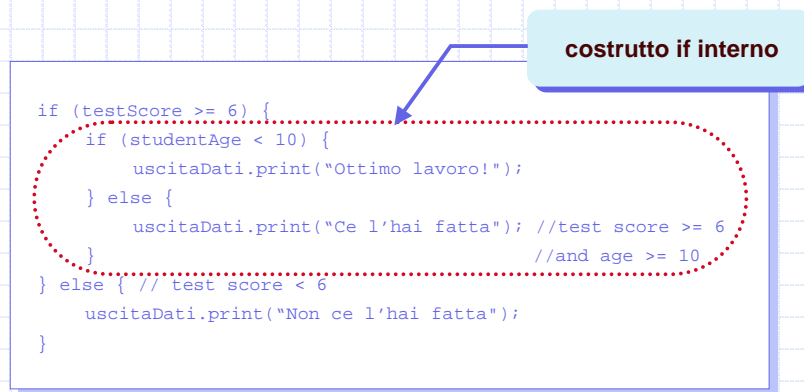 costrutto if interno
if (testScore >= 6) {
    if (studentAge < 10) {
        uscitaDati.print(“Ottimo lavoro!");
    } else {
        uscitaDati.print(“Ce l’hai fatta"); //test score >= 6
    }                                     //and age >= 10
} else { // test score < 6
    uscitaDati.print(“Non ce l’hai fatta");
}